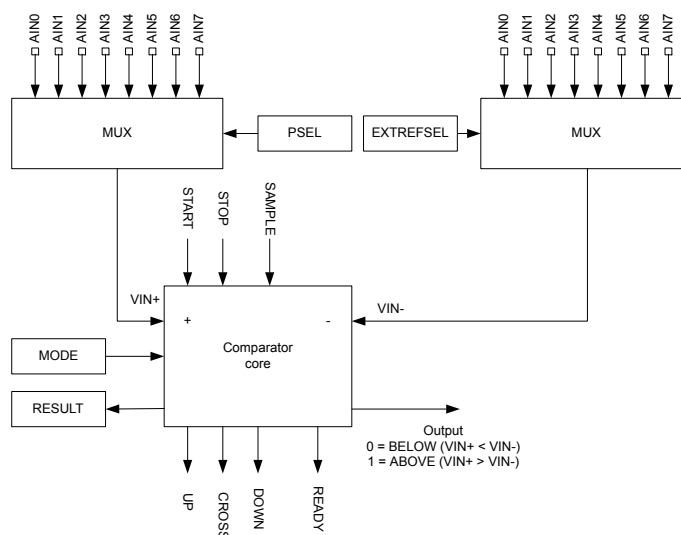 AIN0 AIN1 AIN2 AIN3 AIN4 AIN5 AIN6 AIN7
AIN0 AIN1 AIN2 AIN3 AIN4 AIN5 AIN6 AIN7
MUX
PSEL
EXTREFSEL
MUX
START
STOP
SAMPLE
VIN+
VIN-
+
-
Comparator
core
MODE
RESULT
Output
0 = BELOW (VIN+ < VIN-)
1 = ABOVE (VIN+ > VIN-)
UP
CROSS
DOWN
READY